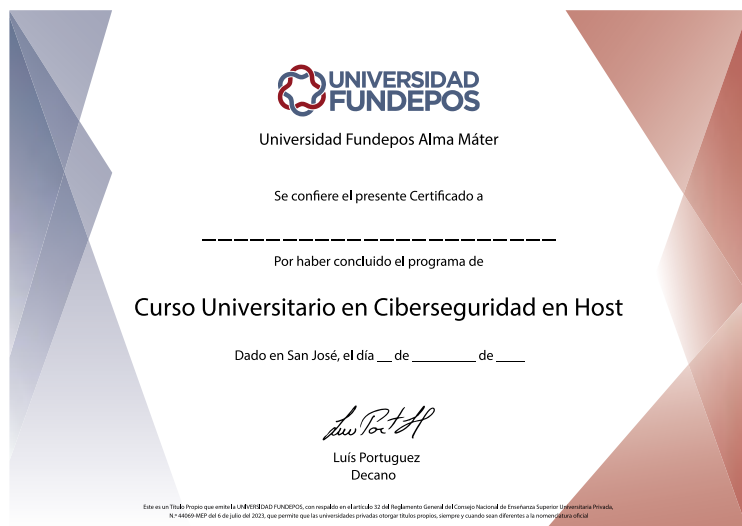 UNIVERSIDAD
FUNDEPOS
Universidad Fundepos Alma Máter
Se confiere el presente Certificado a
Por haber concluido el programa de
Curso Universitario en Ciberseguridad en Host
Dado en San José, el día __ de ________ de ____
Luís Portuguez
Decano
Este es un Título Propio que emite la UNIVERSIDAD FUNDEPOS, con respaldo en el artículo 32 del Reglamento General del Consejo Nacional de Enseñanza Superior Universitaria Privada,
N.º 44069-MEP del 6 de julio del 2023, que permite que las universidades privadas otorgar títulos propios, siempre y cuando sean diferentes a la nomenclatura oficial